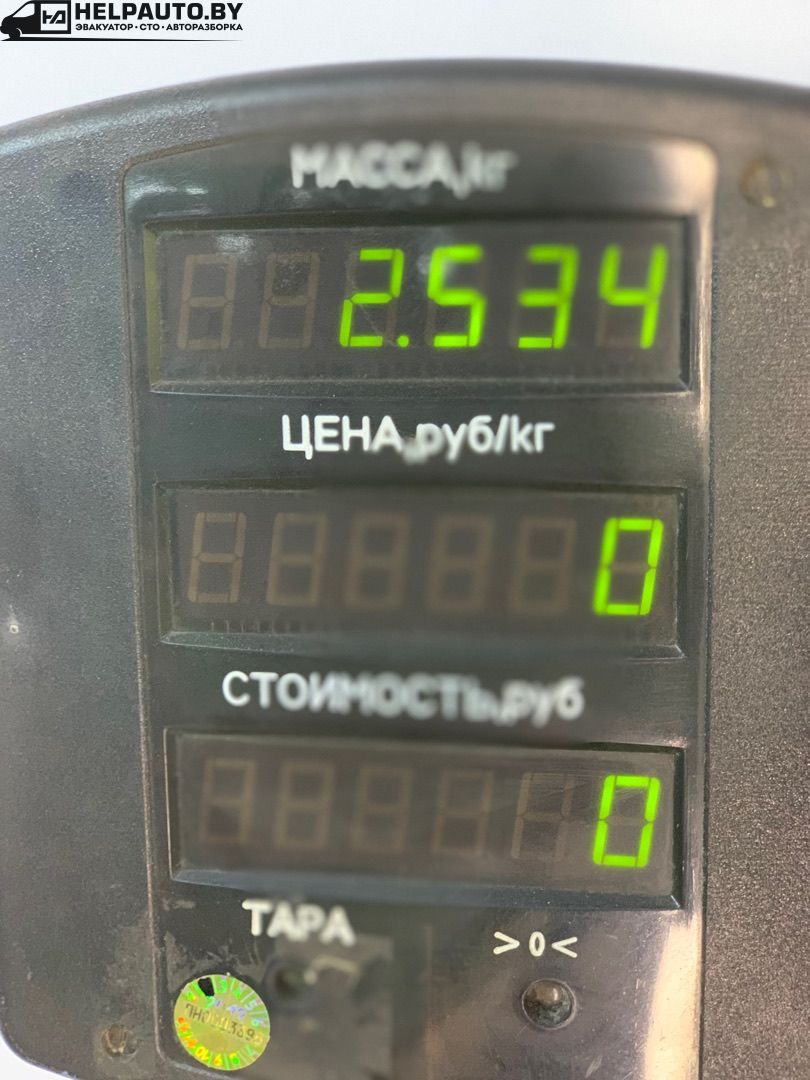 HELPAUTO.BY
ЭВАКУАТОР • СТО • АВТОРАЗБОРКА
МАССА,кг
2.534
ЦЕНА,руб/кг
0
СТОИМОСТЬ,руб
0
ТАРА
>0<